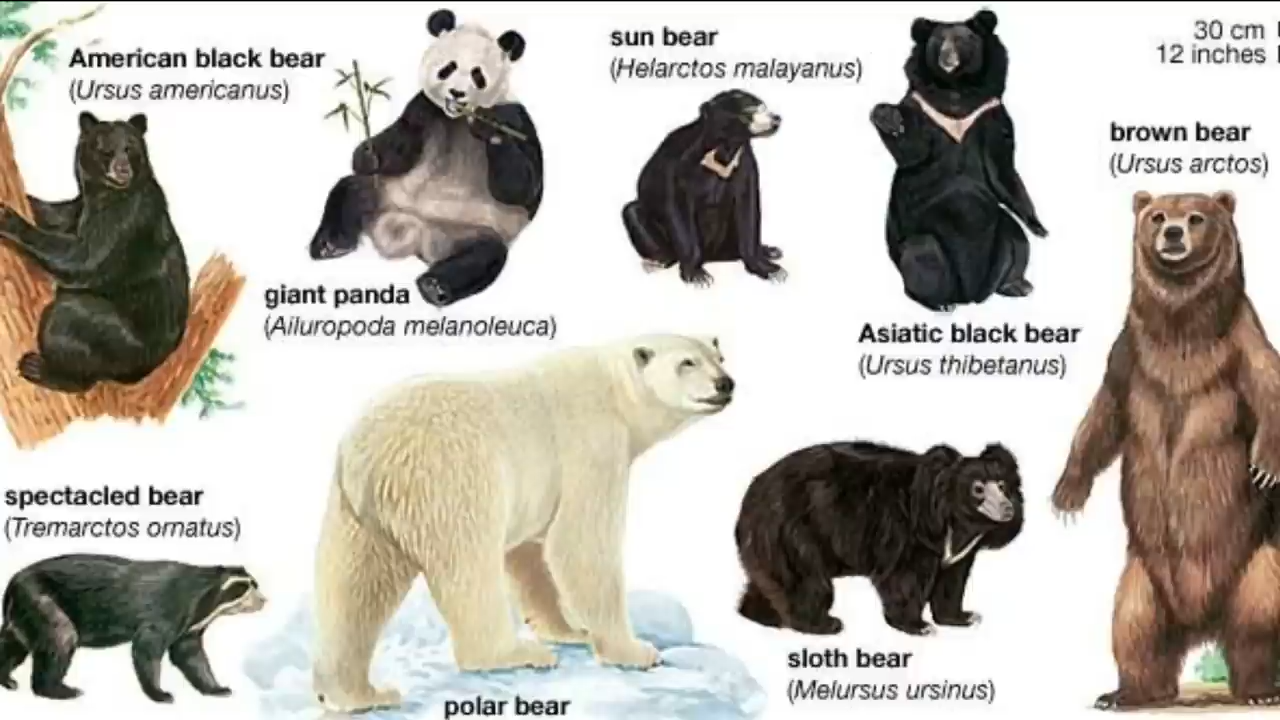 American black bear
(Ursus americanus)
sun bear
(Helarctos malayanus)
30 cm
12 inches
brown bear
(Ursus arctos)
giant panda
(Ailuropoda melanoleuca)
Asiatic black bear
(Ursus thibetanus)
spectacled bear
(Tremarctos ornatus)
sloth bear
(Melursus ursinus)
polar bear